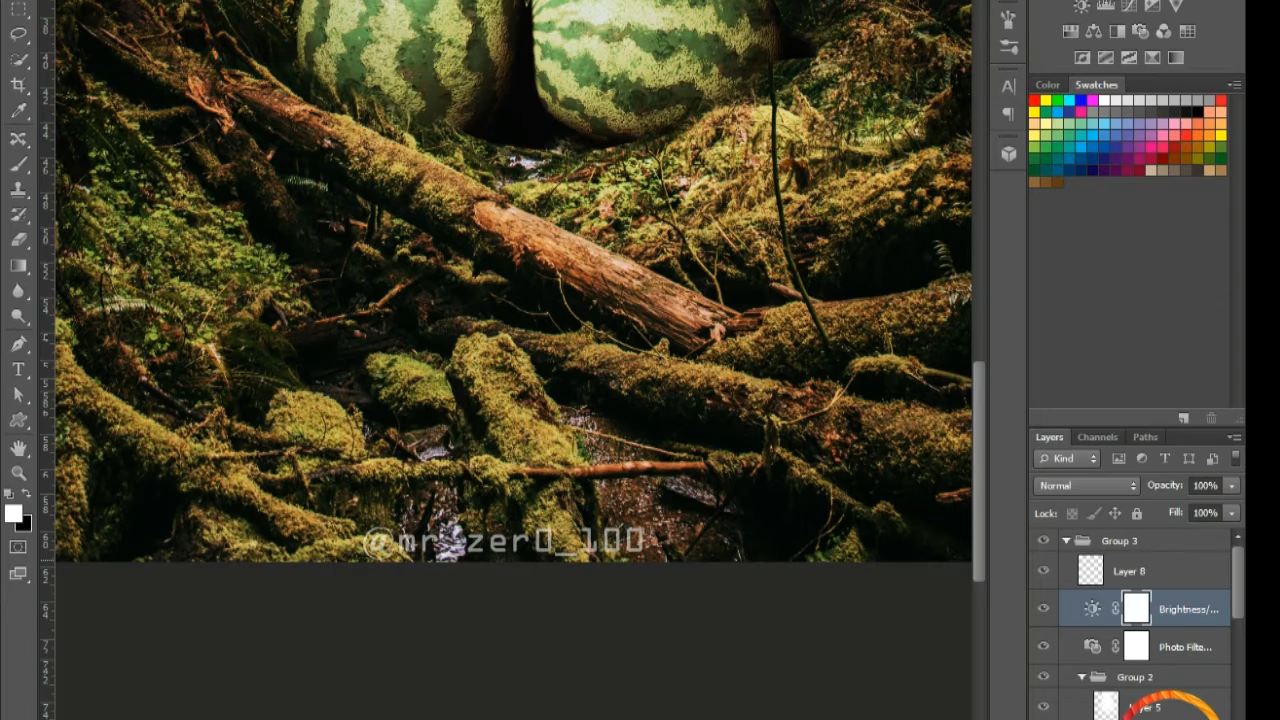 Color
Swatches
Layers
Channels
Paths
Kind
Normal
Opacity: 100%
Lock:
Fill: 100%
Group 3
Layer 8
Brightness/...
Photo Filte...
Group 2
@mr_zer0_100